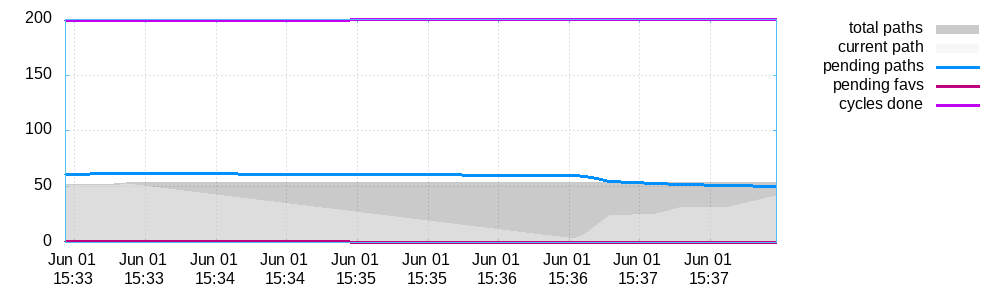 200
150
100
50
0
Jun 01 Jun 01 Jun 01 Jun 01 Jun 01 Jun 01 Jun 01 Jun 01 Jun 01 Jun 01
15:33 15:33 15:34 15:34 15:35 15:35 15:36 15:36 15:37 15:37
total paths
current path
pending paths
pending favs
cycles done